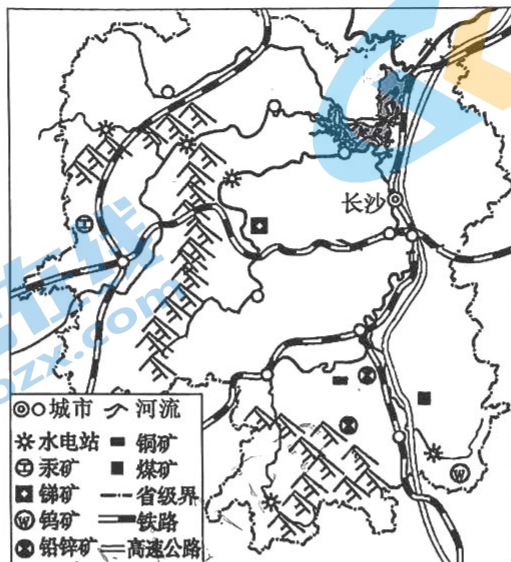 长沙
城市 河流
水电站 铜矿
汞矿 煤矿
锑矿 省级界
钨矿 铁路
铅锌矿 高速公路